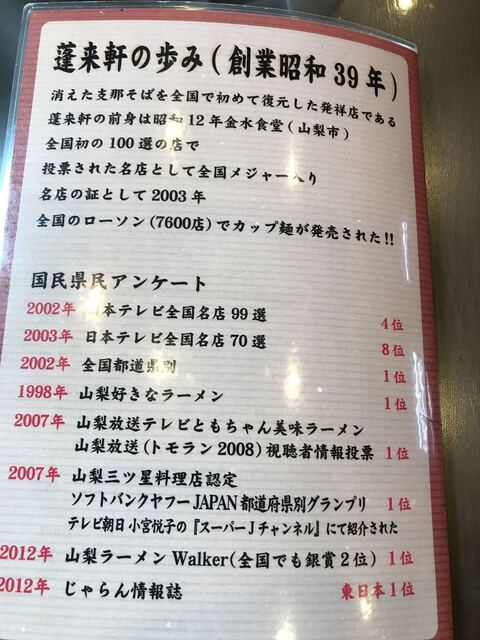 蓬来軒の歩み(創業昭和39年)
消えた支那そばを全国で初めて復元した発祥店である
蓬来軒の前身は昭和12年金水食堂(山梨市)
全国初の100選の店で
投票された名店として全国メジャー入り
名店の証として2003年
全国のローソン(7600店)でカップ麺が発売された!!
国民県民アンケート
2002年 日本テレビ全国名店99選 4位
2003年 日本テレビ全国名店70選 8位
2002年 全国都道県別 1位
1998年 山梨好きなラーメン 1位
2007年 山梨放送テレビともちゃん美味ラーメン
山梨放送(トモラン2008)視聴者情報投票 1位
2007年 山梨三ツ星料理店認定
ソフトバンクヤフーJAPAN都道府県別グランプリ 1位
テレビ朝日 小宮悦子の『スーパーJチャンネル』にて紹介された
2012年 山梨ラーメンWalker(全国でも銀賞2位) 1位
2012年 じゃらん情報誌 東日本1位